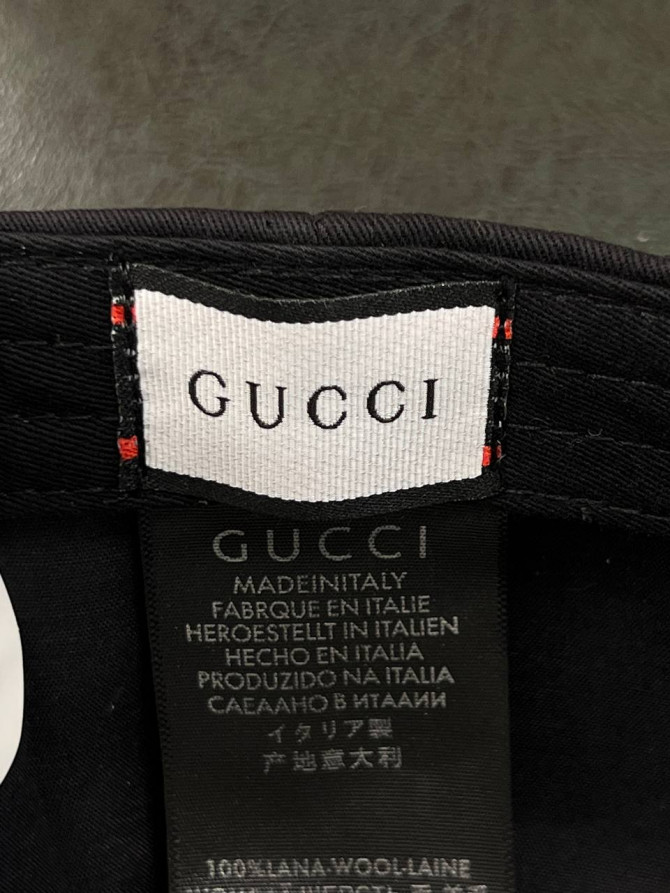 GUCCI
GUCCI
MADEINITALY
FABRQUE EN ITALIE
HEROESTELLT IN ITALIEN
HECHO EN ITALIA
PRODUZIDO NA ITALIA
CAEAAHO B ИTAAИИ
イタリア製
产地意大利
100%LANA-WOOL-LAINE